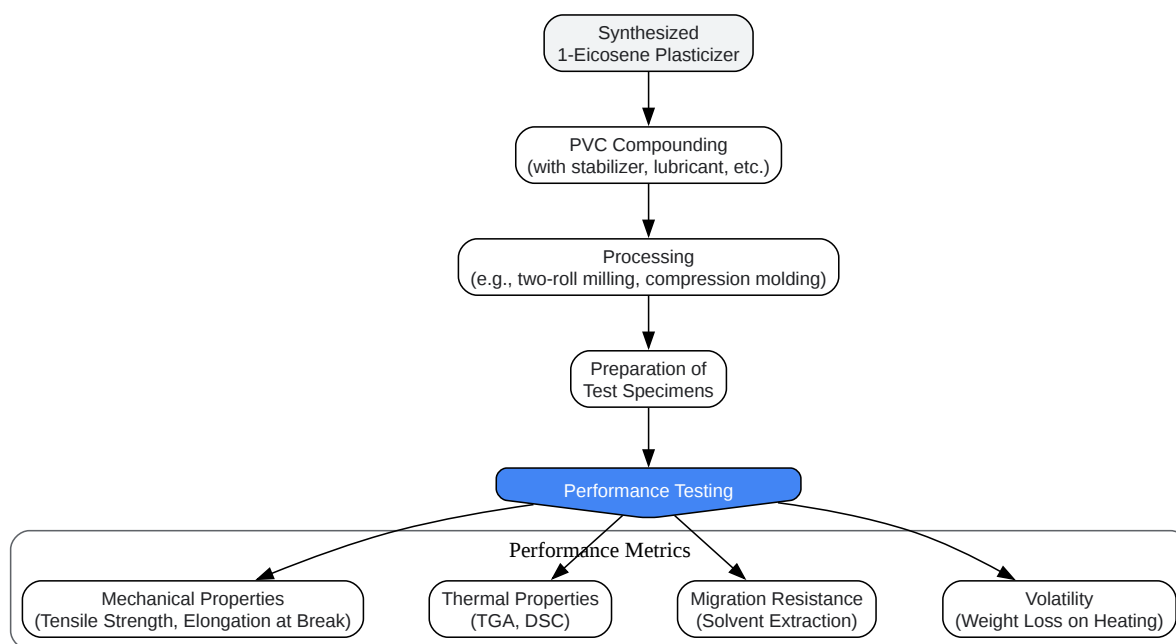 Synthesized
1-Eicosene Plasticizer
PVC Compounding
(with stabilizer, lubricant, etc.)
Processing
(e.g., two-roll milling, compression molding)
Preparation of
Test Specimens
Performance Testing
Performance Metrics
Mechanical Properties
(Tensile Strength, Elongation at Break)
Thermal Properties
(TGA, DSC)
Migration Resistance
(Solvent Extraction)
Volatility
(Weight Loss on Heating)